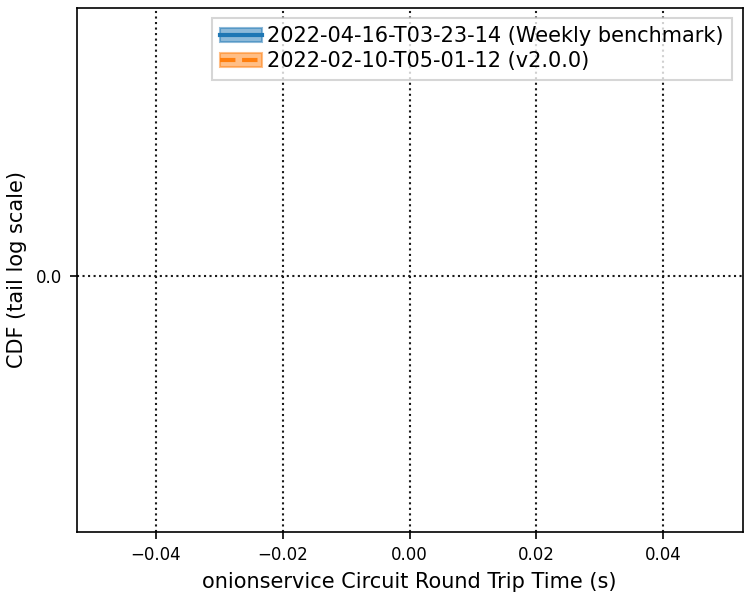 2022-04-16-T03-23-14 (Weekly benchmark)
2022-02-10-T05-01-12 (v2.0.0)
CDF (tail log scale)
0.0
−0.04
−0.02
0.00
0.02
0.04
onionservice Circuit Round Trip Time (s)